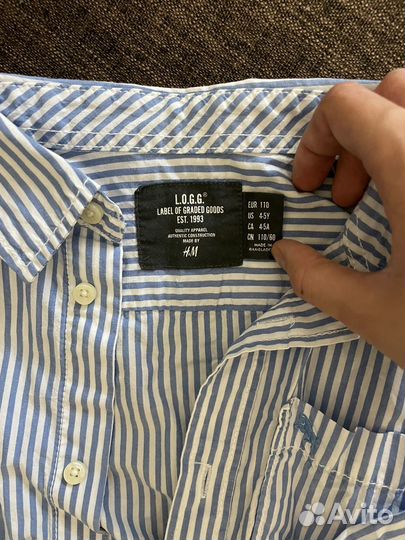 L.O.G.G.®
LABEL OF GRADED GOODS
EST. 1993
QUALITY APPAREL
AUTHENTIC CONSTRUCTION
MADE BY
H&M
EUR 110
US 4-5Y
CA 4-5A
CN 110/60
MADE IN
BANGLADESH
Avito